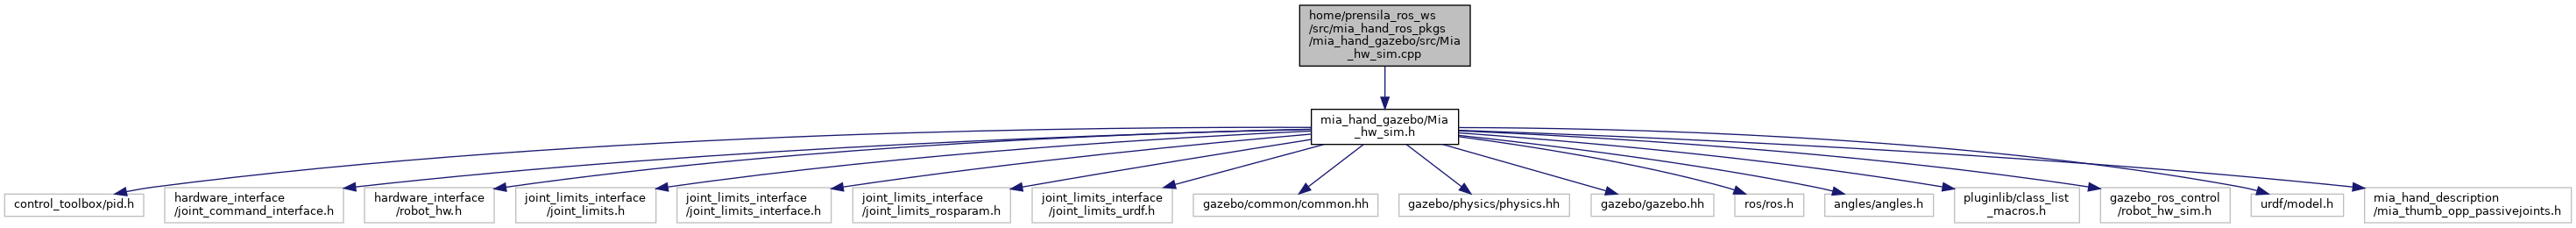 home/prensila_ros_ws
/src/mia_hand_ros_pkgs
/mia_hand_gazebo/src/Mia
_hw_sim.cpp
mia_hand_gazebo/Mia
_hw_sim.h
control_toolbox/pid.h
hardware_interface
/joint_command_interface.h
hardware_interface
/robot_hw.h
joint_limits_interface
/joint_limits.h
joint_limits_interface
/joint_limits_interface.h
joint_limits_interface
/joint_limits_rosparam.h
joint_limits_interface
/joint_limits_urdf.h
gazebo/common/common.hh
gazebo/physics/physics.hh
gazebo/gazebo.hh
ros/ros.h
angles/angles.h
pluginlib/class_list
_macros.h
gazebo_ros_control
/robot_hw_sim.h
urdf/model.h
mia_hand_description
/mia_thumb_opp_passivejoints.h